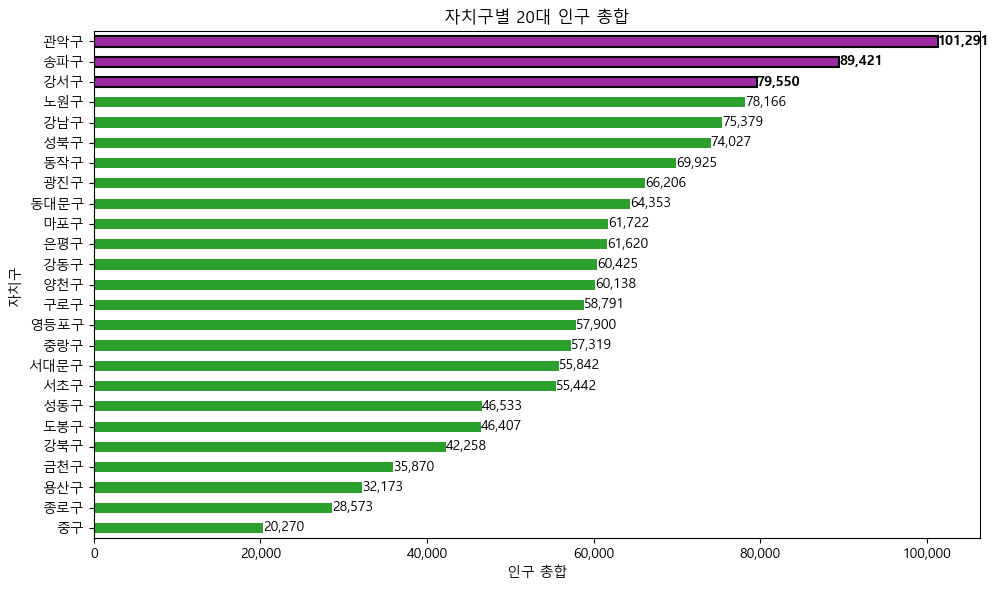 자치구별 20대 인구 총합
관악구 101,291
송파구 89,421
강서구 79,550
노원구 78,166
강남구 75,379
성북구 74,027
동작구 69,925
광진구 66,206
동대문구 64,353
마포구 61,722
은평구 61,620
강동구 60,425
양천구 60,138
구로구 58,791
영등포구 57,900
중랑구 57,319
서대문구 55,842
서초구 55,442
성동구 46,533
도봉구 46,407
강북구 42,258
금천구 35,870
용산구 32,173
종로구 28,573
중구 20,270
자치구
0 20,000 40,000 60,000 80,000 100,000
인구 총합